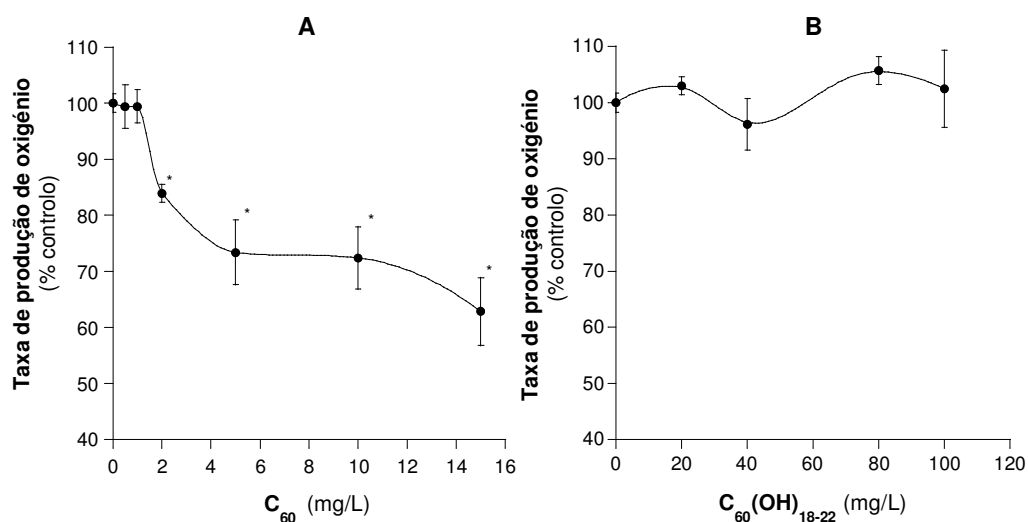 A
110
100
90
80
70
60
50
40
Taxa de produção de oxigénio
(% controlo)
*
*
*
*
0 2 4 6 8 10 12 14 16
C60 (mg/L)
B
110
100
90
80
70
60
50
40
Taxa de produção de oxigénio
(% controlo)
0 20 40 60 80 100 120
C60(OH)18-22 (mg/L)